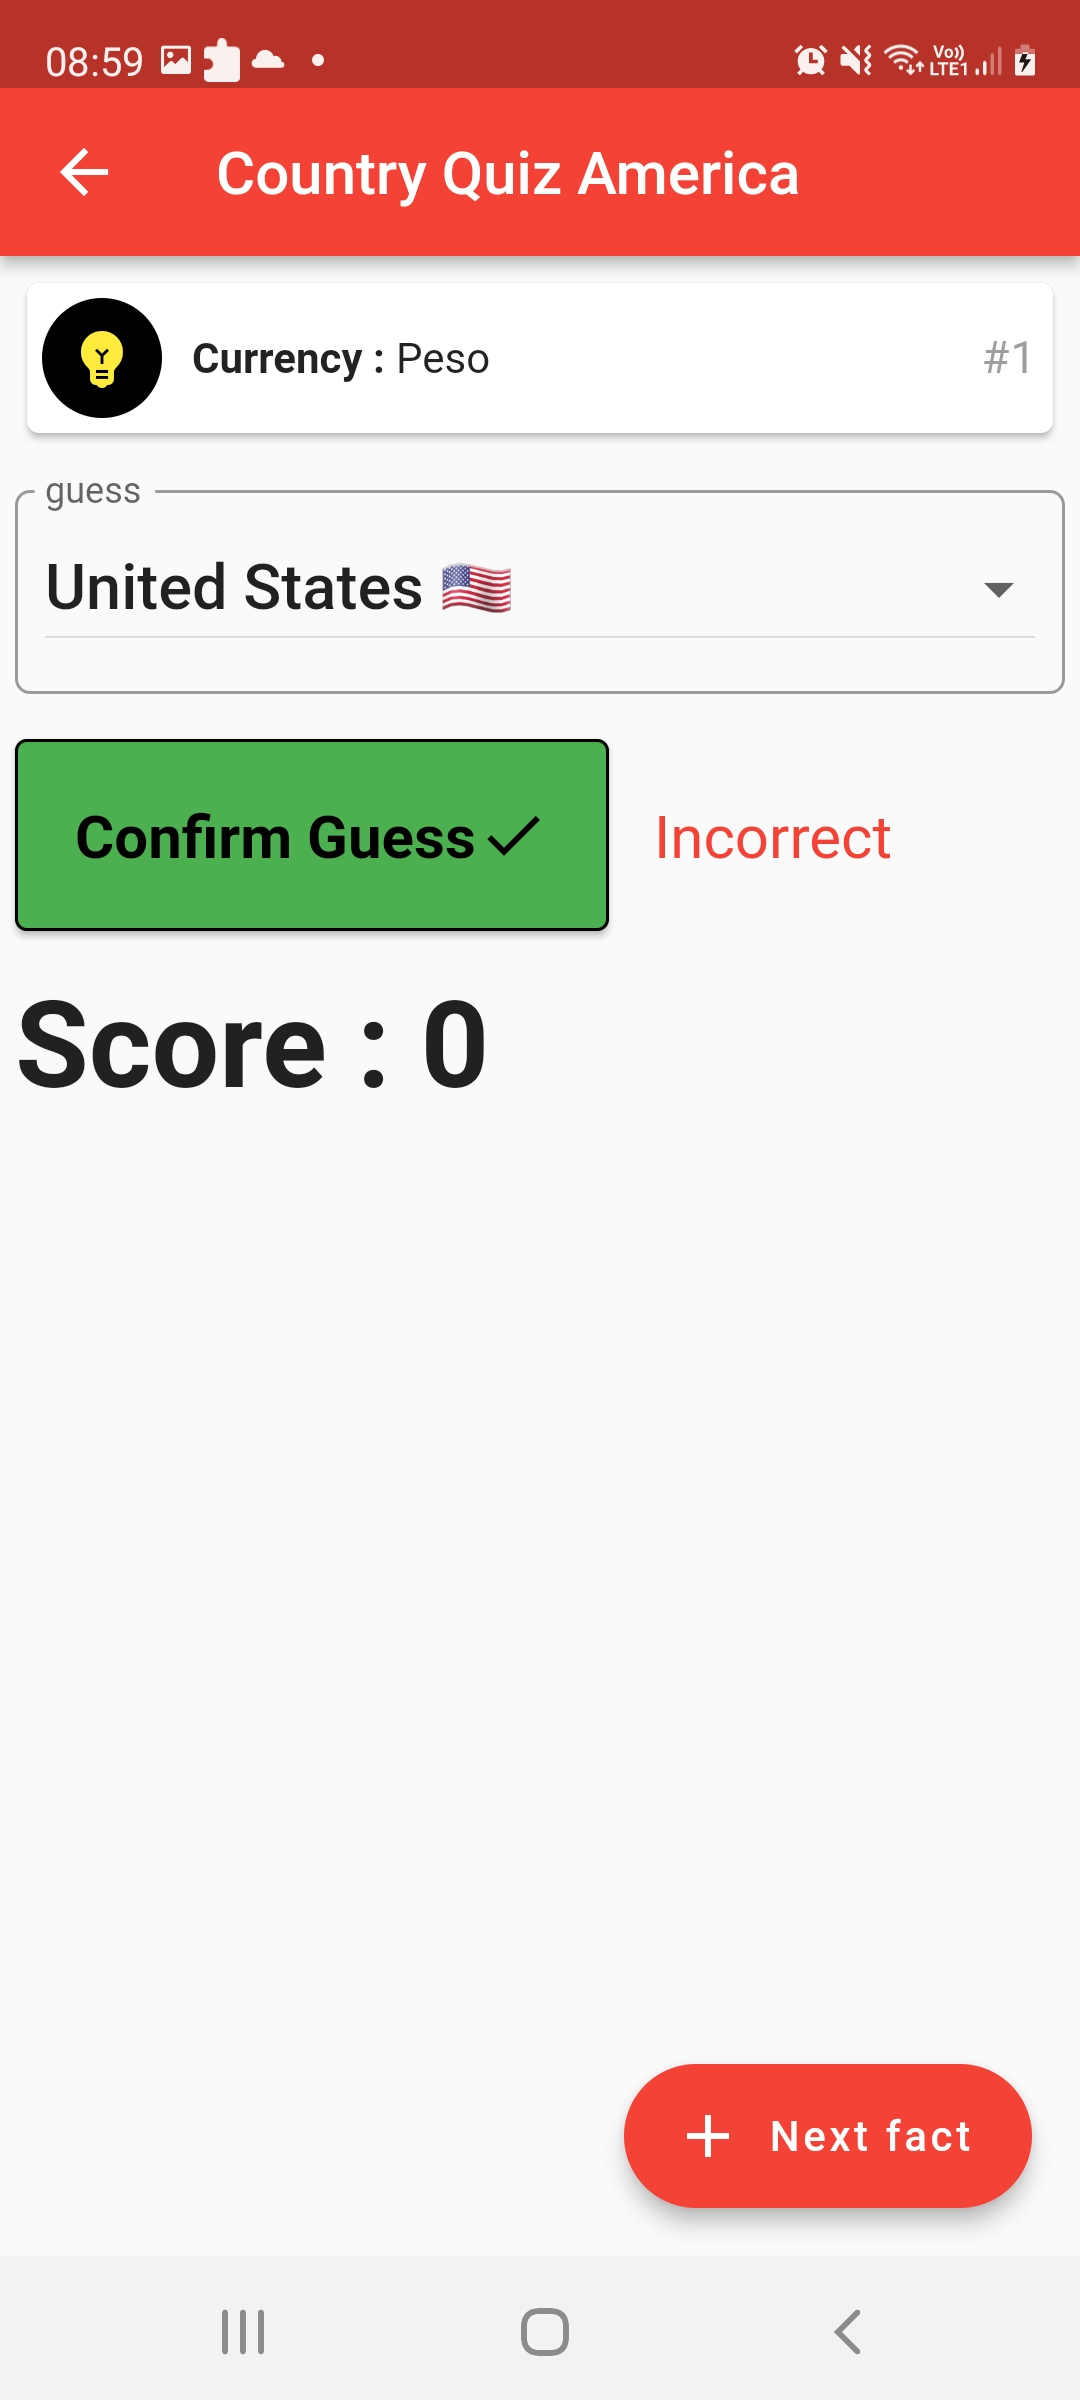 08:59
Vo)) LTE1
Country Quiz America
Currency : Peso
#1
guess
United States 🇺🇸
Confirm Guess
Incorrect
Score : 0
Next fact